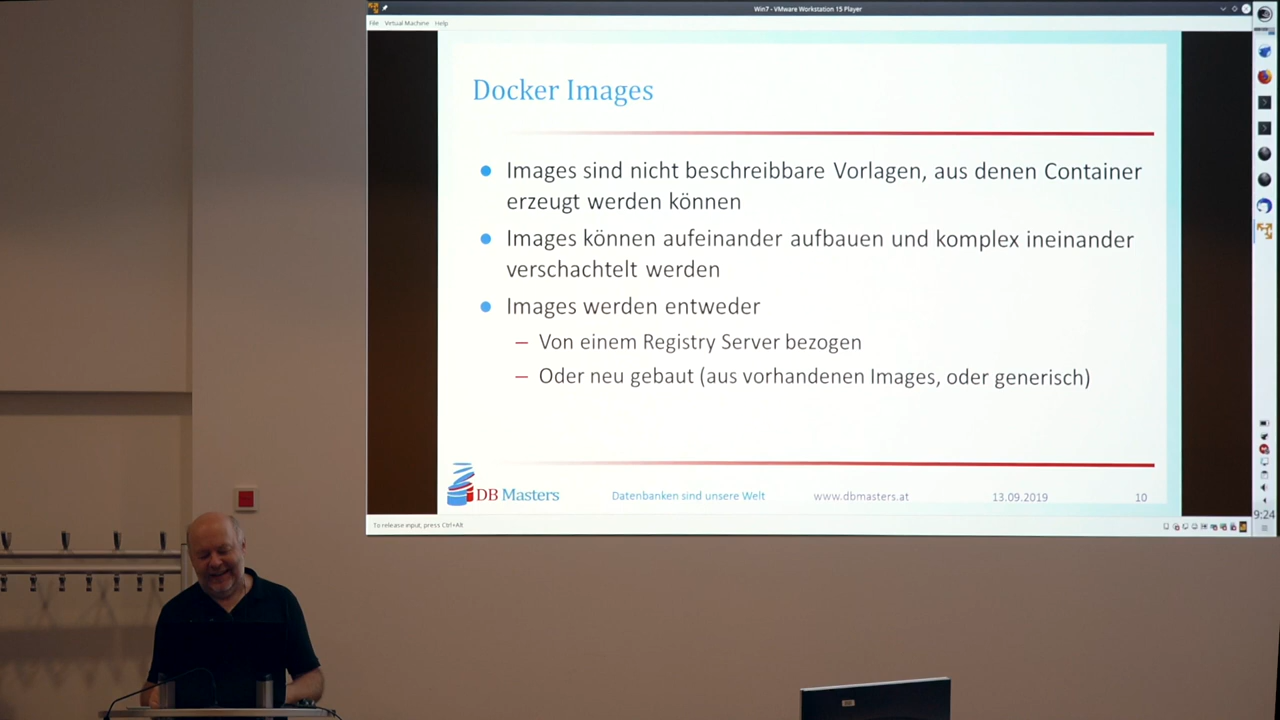 Win7 - VMware Workstation 15 Player
File Virtual Machine Help
Docker Images
Images sind nicht beschreibbare Vorlagen, aus denen Container
erzeugt werden können
Images können aufeinander aufbauen und komplex ineinander
verschachtelt werden
Images werden entweder
– Von einem Registry Server bezogen
– Oder neu gebaut (aus vorhandenen Images, oder generisch)
DB Masters Datenbanken sind unsere Welt www.dbmasters.at 13.09.2019 10
9:24
To release input, press Ctrl+Alt